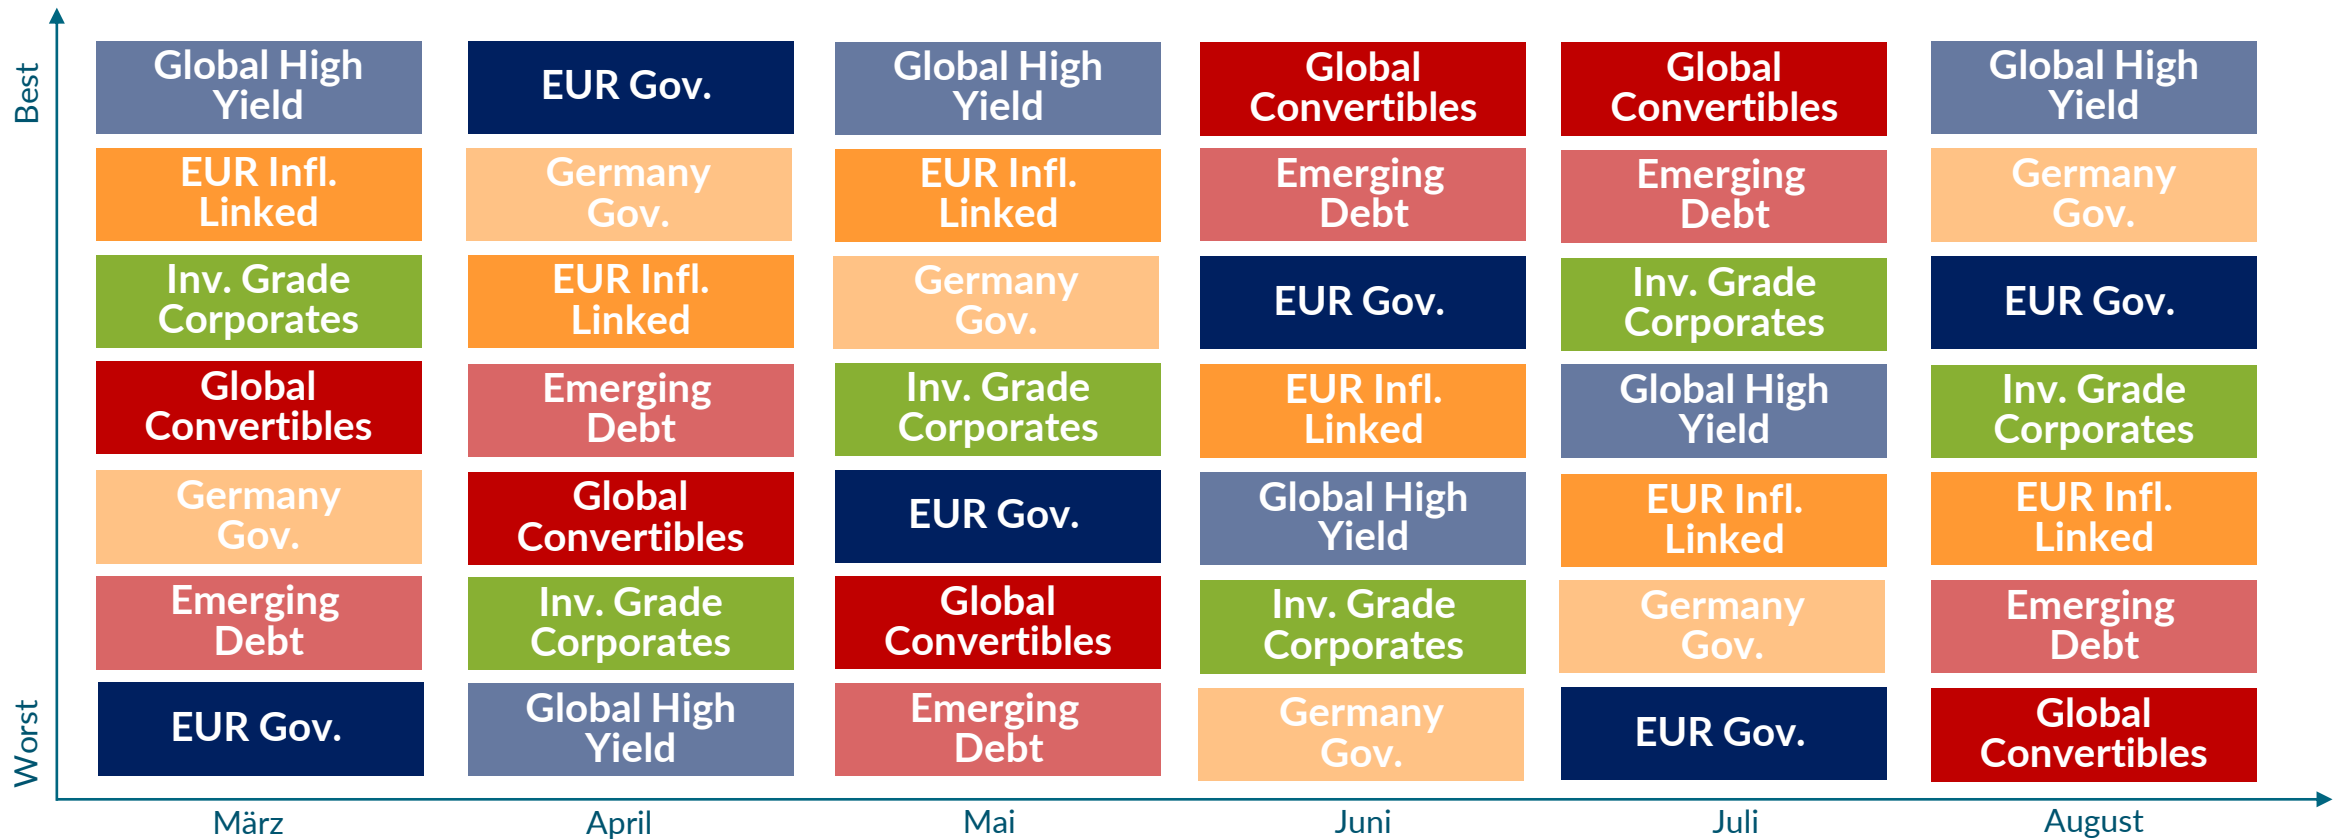 Best
Worst
Global High
Yield
EUR Infl.
Linked
Inv. Grade
Corporates
Global
Convertibles
Germany
Gov.
Emerging
Debt
EUR Gov.
März
EUR Gov.
Germany
Gov.
EUR Infl.
Linked
Emerging
Debt
Global
Convertibles
Inv. Grade
Corporates
Global High
Yield
April
Global High
Yield
EUR Infl.
Linked
Germany
Gov.
Inv. Grade
Corporates
EUR Gov.
Global
Convertibles
Emerging
Debt
Mai
Global
Convertibles
Emerging
Debt
EUR Gov.
EUR Infl.
Linked
Global High
Yield
Inv. Grade
Corporates
Germany
Gov.
Juni
Global
Convertibles
Emerging
Debt
Inv. Grade
Corporates
Global High
Yield
EUR Infl.
Linked
Germany
Gov.
EUR Gov.
Juli
Global High
Yield
Germany
Gov.
EUR Gov.
Inv. Grade
Corporates
EUR Infl.
Linked
Emerging
Debt
Global
Convertibles
August